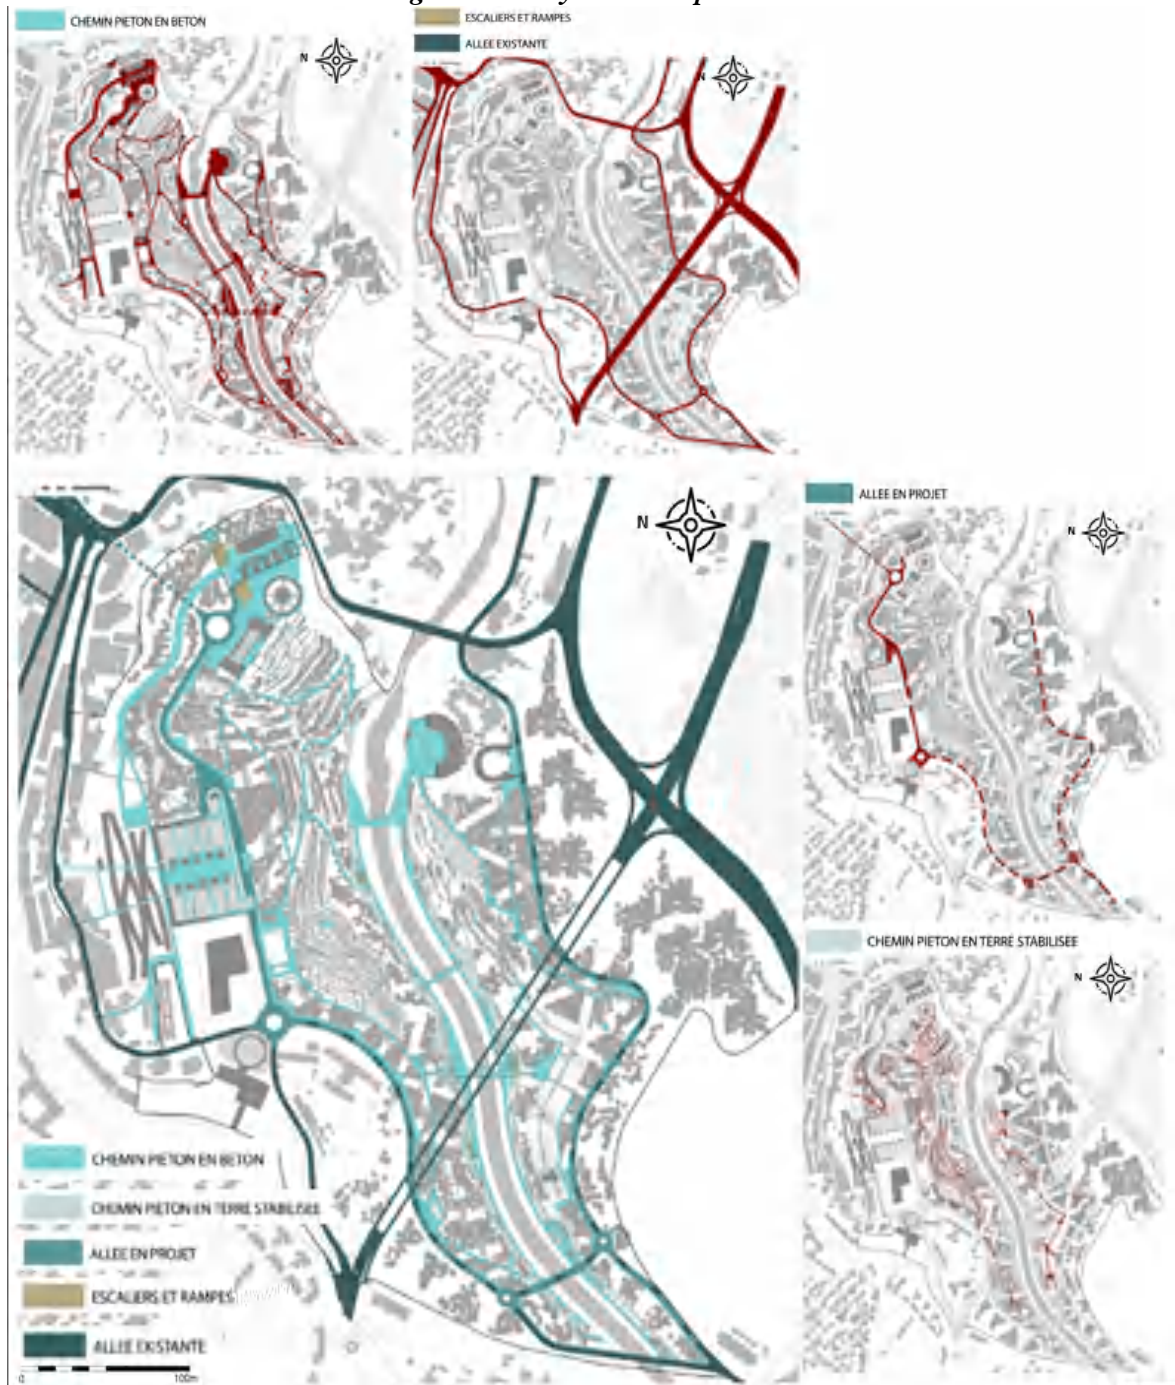 CHEMIN PIETON EN BETON
ESCALIERS ET RAMPES
ALLEE EXISTANTE
N
N
N
ALLEE EN PROJET
N
CHEMIN PIETON EN TERRE STABILISEE
N
CHEMIN PIETON EN BETON
CHEMIN PIETON EN TERRE STABILISEE
ALLEE EN PROJET
ESCALIERS ET RAMPES
ALLEE EXISTANTE
0 100m